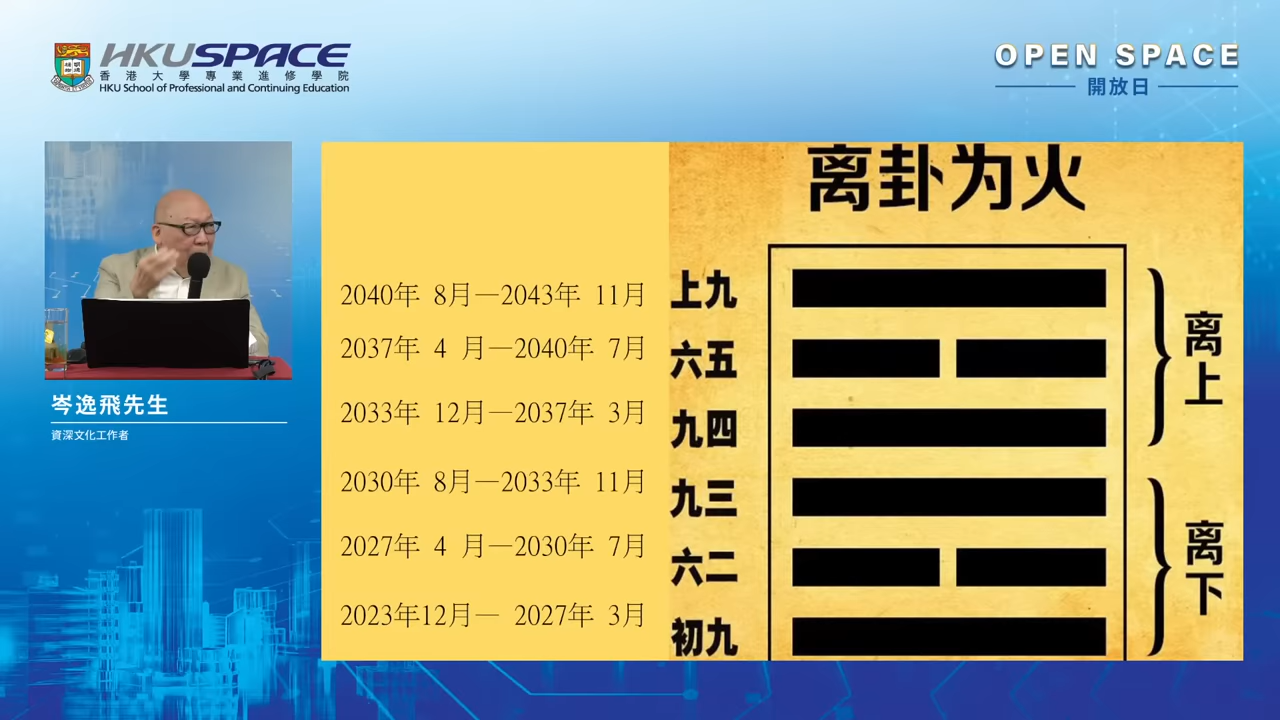 HKUSPACE
香港大學專業進修學院
HKU School of Professional and Continuing Education
OPEN SPACE
開放日
岑逸飛先生
資深文化工作者
2040年 8月—2043年 11月
2037年 4 月—2040年 7月
2033年 12月—2037年 3月
2030年 8月—2033年 11月
2027年 4 月—2030年 7月
2023年12月— 2027年 3月
离卦为火
上九
六五
九四
九三
六二
初九
离上
离下